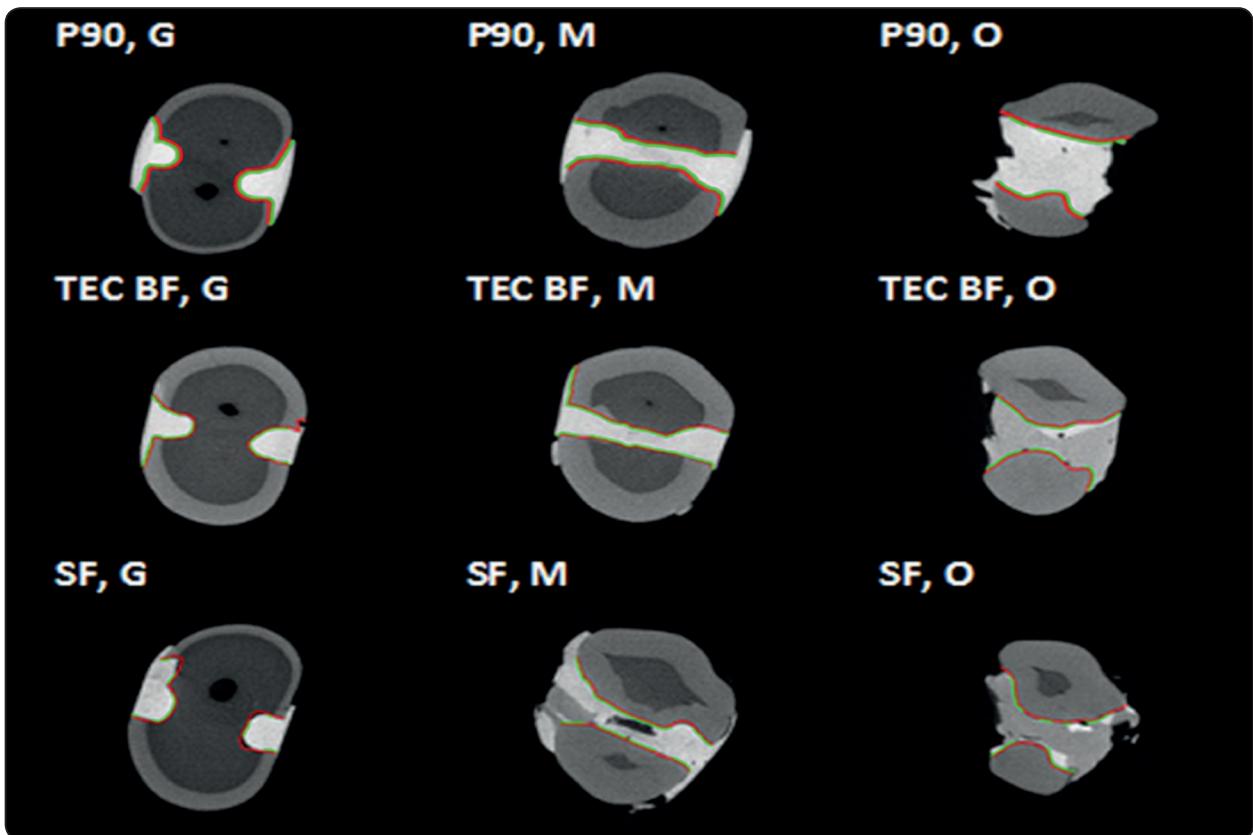 P90, G
P90, M
P90, O
TEC BF, G
TEC BF, M
TEC BF, O
SF, G
SF, M
SF, O